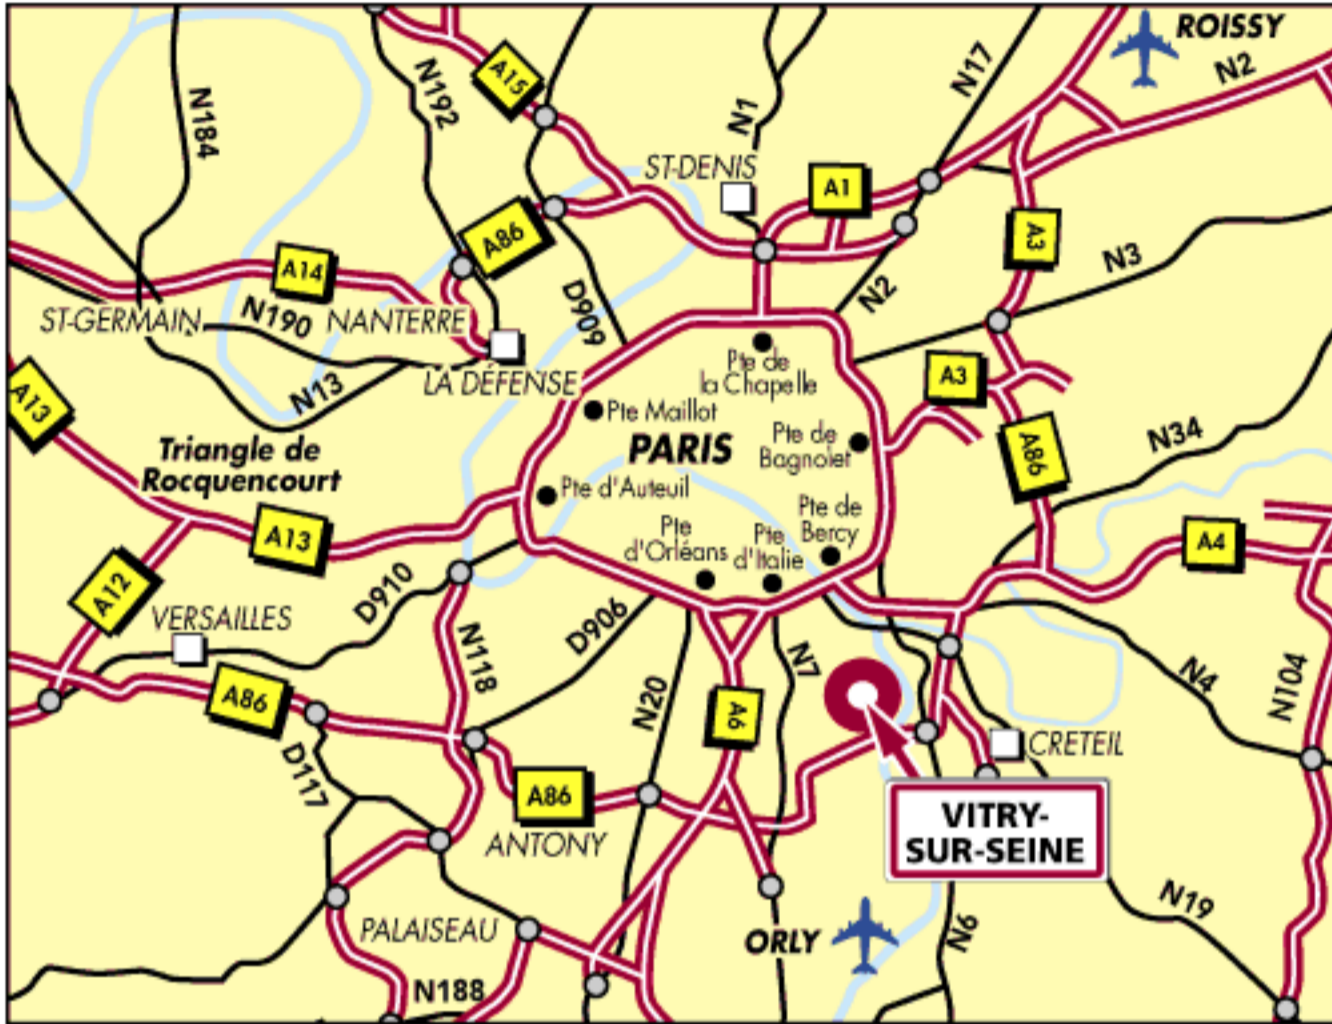 ROISSY
N2
N17
A15
N192
N184
N1
ST-DENIS
A1
A86
A3
N3
A14
N2
D909
ST-GERMAIN
N190
NANTERRE
LA DÉFENSE
N13
A13
Pte de
la Chapelle
A3
Pte Maillot
PARIS
Pte de
Bagnolet
A86
N34
Triangle de
Rocquencourt
Pte d'Auteuil
Pte de
Bercy
Pte
d'Orléans
Pte
d'Italie
A13
A4
A12
D910
VERSAILLES
D906
N118
N7
N4
N104
A86
N20
A6
CRETEIL
D117
A86
ANTONY
VITRY-
SUR-SEINE
N19
PALAISEAU
ORLY
N6
N188